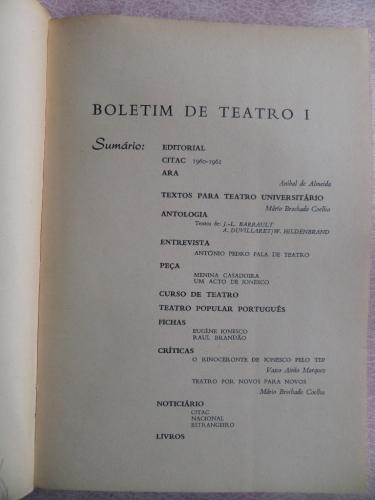 BOLETIM DE TEATRO I
Sumário: EDITORIAL
CITAC 1960-1961
ARA
Aníbal de Almeida
TEXTOS PARA TEATRO UNIVERSITÁRIO
Mário Brochado Coelho
ANTOLOGIA
Textos de: J.-L. BARRAULT
A. DUVILLARET/W. HILDENBRAND
ENTREVISTA
ANTÓNIO PEDRO FALA DE TEATRO
PEÇA
MENINA CASADOIRA
UM ACTO DE IONESCO
CURSO DE TEATRO
TEATRO POPULAR PORTUGUÊS
FICHAS
EUGÈNE IONESCO
RAUL BRANDÃO
CRÍTICAS
O RINOCERONTE DE IONESCO PELO TEP
Vasco Airão Marques
TEATRO POR NOVOS PARA NOVOS
Mário Brochado Coelho
NOTICIÁRIO
CITAC
NACIONAL
ESTRANGEIRO
LIVROS